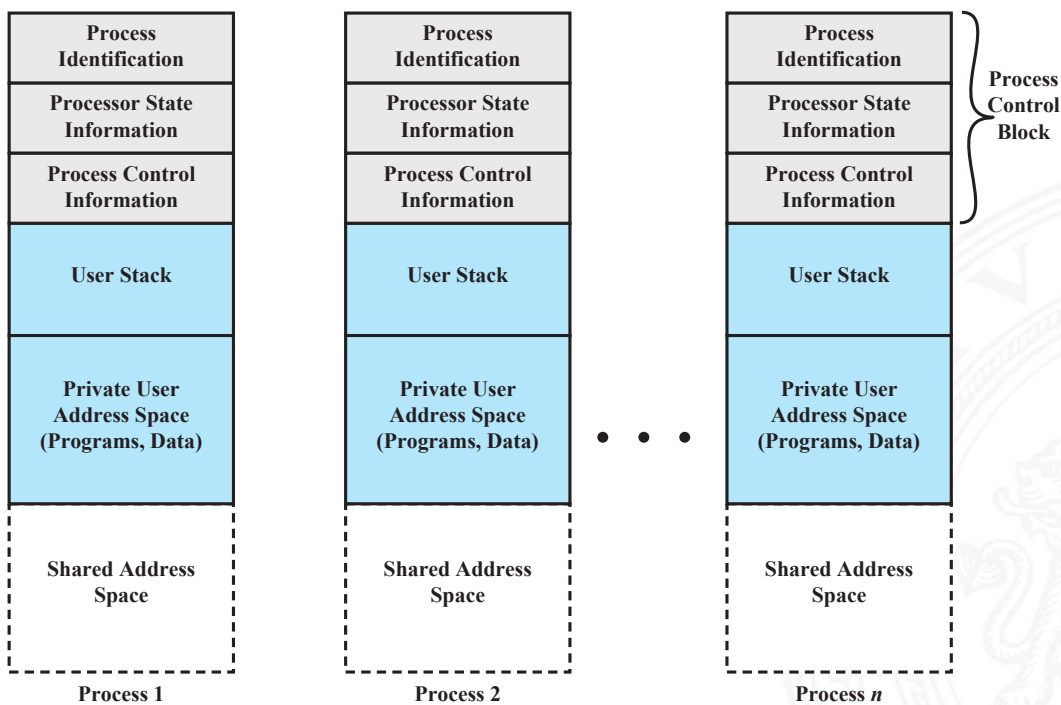 Process
Identification
Processor State
Information
Process Control
Information
User Stack
Private User
Address Space
(Programs, Data)
Shared Address
Space
Process 1
Process
Identification
Processor State
Information
Process Control
Information
User Stack
Private User
Address Space
(Programs, Data)
Shared Address
Space
Process 2
• • •
Process
Identification
Processor State
Information
Process Control
Information
User Stack
Private User
Address Space
(Programs, Data)
Shared Address
Space
Process n
Process
Control
Block